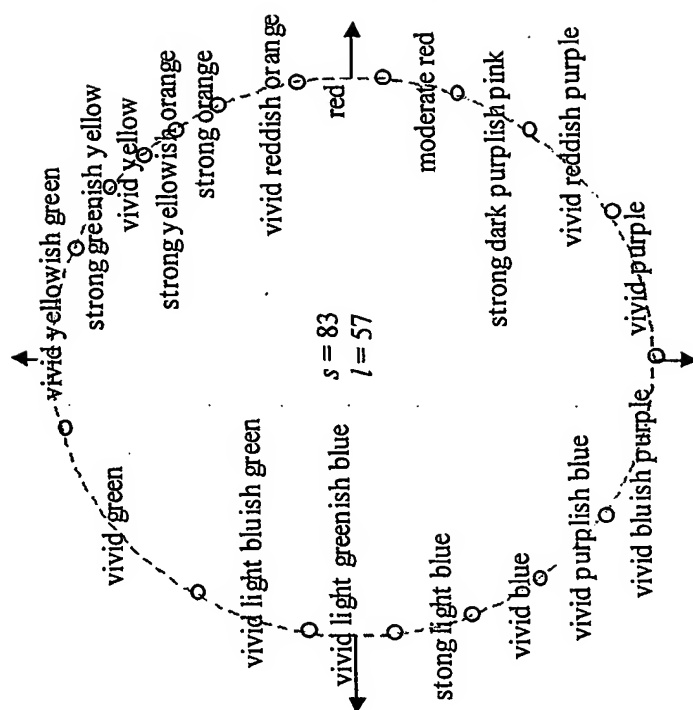 vivid yellowish green
strong greenish yellow
vivid yellow
strong yellowish orange
strong orange
vivid reddish orange
red
moderate red
strong dark purplish pink
vivid reddish purple
vivid purple
vivid bluish purple
vivid purplish blue
vivid blue
stong light blue
vivid light greenish blue
vivid light bluish green
vivid green
s = 83
l = 57